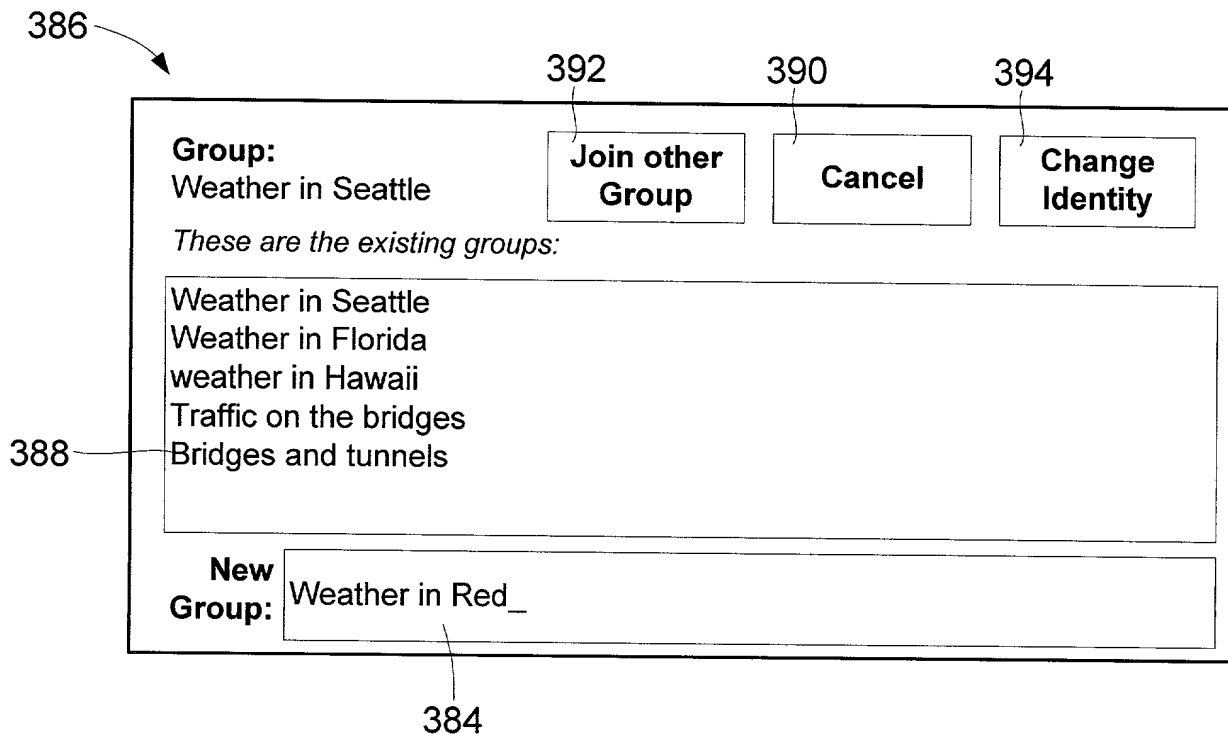 386
392
390
394
Group:
Weather in Seattle
Join other
Group
Cancel
Change
Identity
These are the existing groups:
Weather in Seattle
Weather in Florida
weather in Hawaii
Traffic on the bridges
388
Bridges and tunnels
New
Group:
Weather in Red_
384